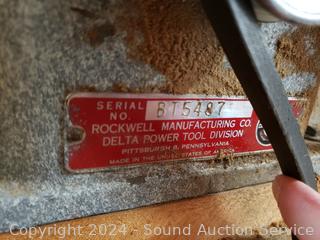 SERIAL
NO. BT5487
ROCKWELL MANUFACTURING CO.
DELTA POWER TOOL DIVISION
PITTSBURGH 8, PENNSYLVANIA
MADE IN THE UNITED STATES OF AMERICA
Copyright © 2024 - Sound Auction Service